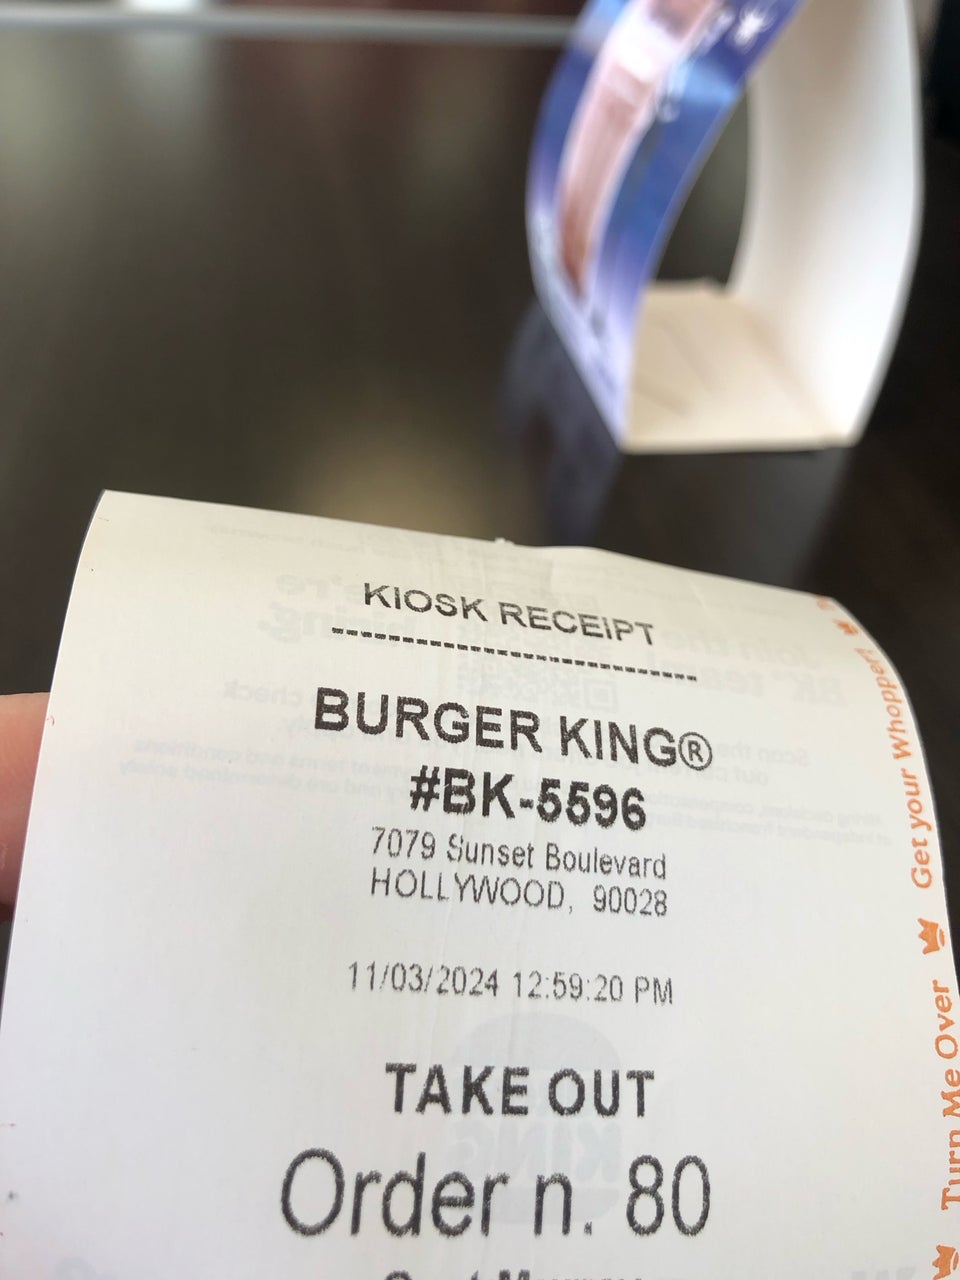 KIOSK RECEIPT
--------------------------------
BURGER KING®
#BK-5596
7079 Sunset Boulevard
HOLLYWOOD, 90028
11/03/2024 12:59:20 PM
TAKE OUT
Order n. 80
Get your Whopper!
Turn Me Over